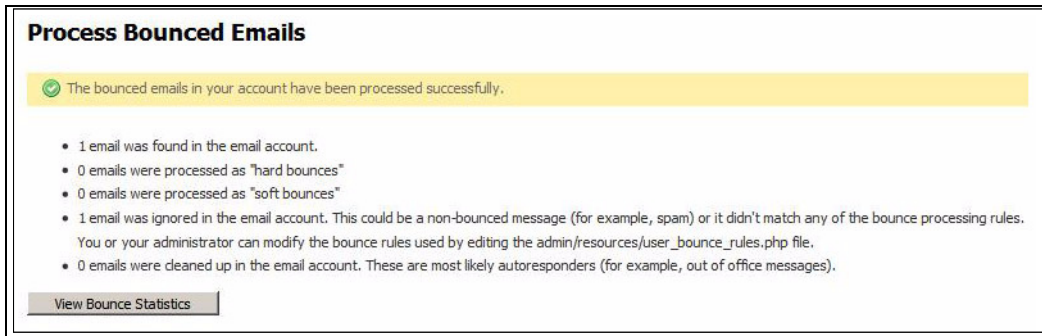 Process Bounced Emails
The bounced emails in your account have been processed successfully.
• 1 email was found in the email account.
• 0 emails were processed as "hard bounces"
• 0 emails were processed as "soft bounces"
• 1 email was ignored in the email account. This could be a non-bounced message (for example, spam) or it didn't match any of the bounce processing rules.
You or your administrator can modify the bounce rules used by editing the admin/resources/user_bounce_rules.php file.
• 0 emails were cleaned up in the email account. These are most likely autoresponders (for example, out of office messages).
View Bounce Statistics